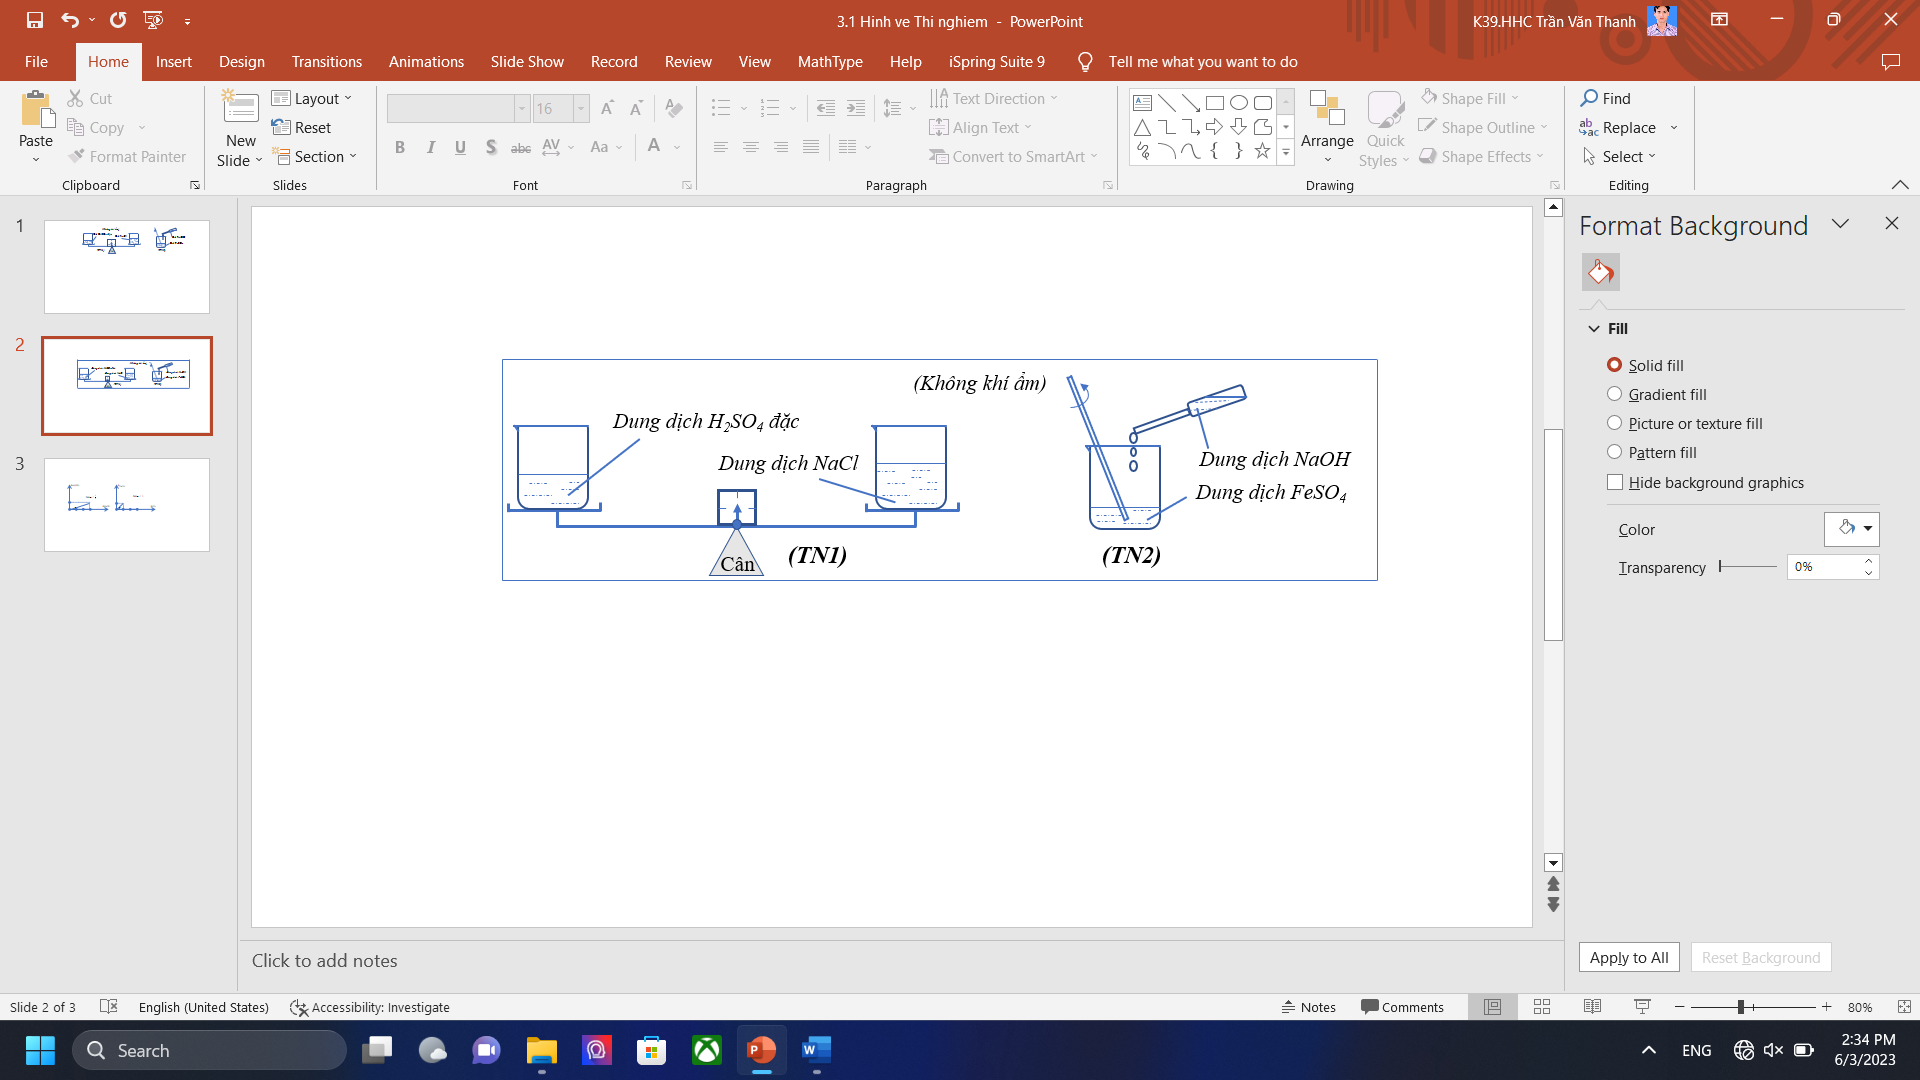 3.1 Hinh ve Thi nghiem - PowerPoint
K39.HHC Trần Văn Thanh
File Home Insert Design Transitions Animations Slide Show Record Review View MathType Help iSpring Suite 9 Tell me what you want to do
Paste
Cut
Copy
Format Painter
Clipboard
New Slide
Layout
Reset
Section
Slides
16
B I U S abc AV Aa A
Font
Text Direction
Align Text
Convert to SmartArt
Paragraph
Arrange
Quick Styles
Shape Fill
Shape Outline
Shape Effects
Drawing
Find
Replace
Select
Editing
1
2
3
(Không khí ẩm)
Dung dịch H₂SO₄ đặc
Dung dịch NaCl
Cân
(TN1)
Dung dịch NaOH
Dung dịch FeSO₄
(TN2)
Format Background
Fill
Solid fill
Gradient fill
Picture or texture fill
Pattern fill
Hide background graphics
Color
Transparency 0%
Apply to All Reset Background
Click to add notes
Slide 2 of 3 English (United States) Accessibility: Investigate Notes Comments 80%
Search
ENG
2:34 PM
6/3/2023